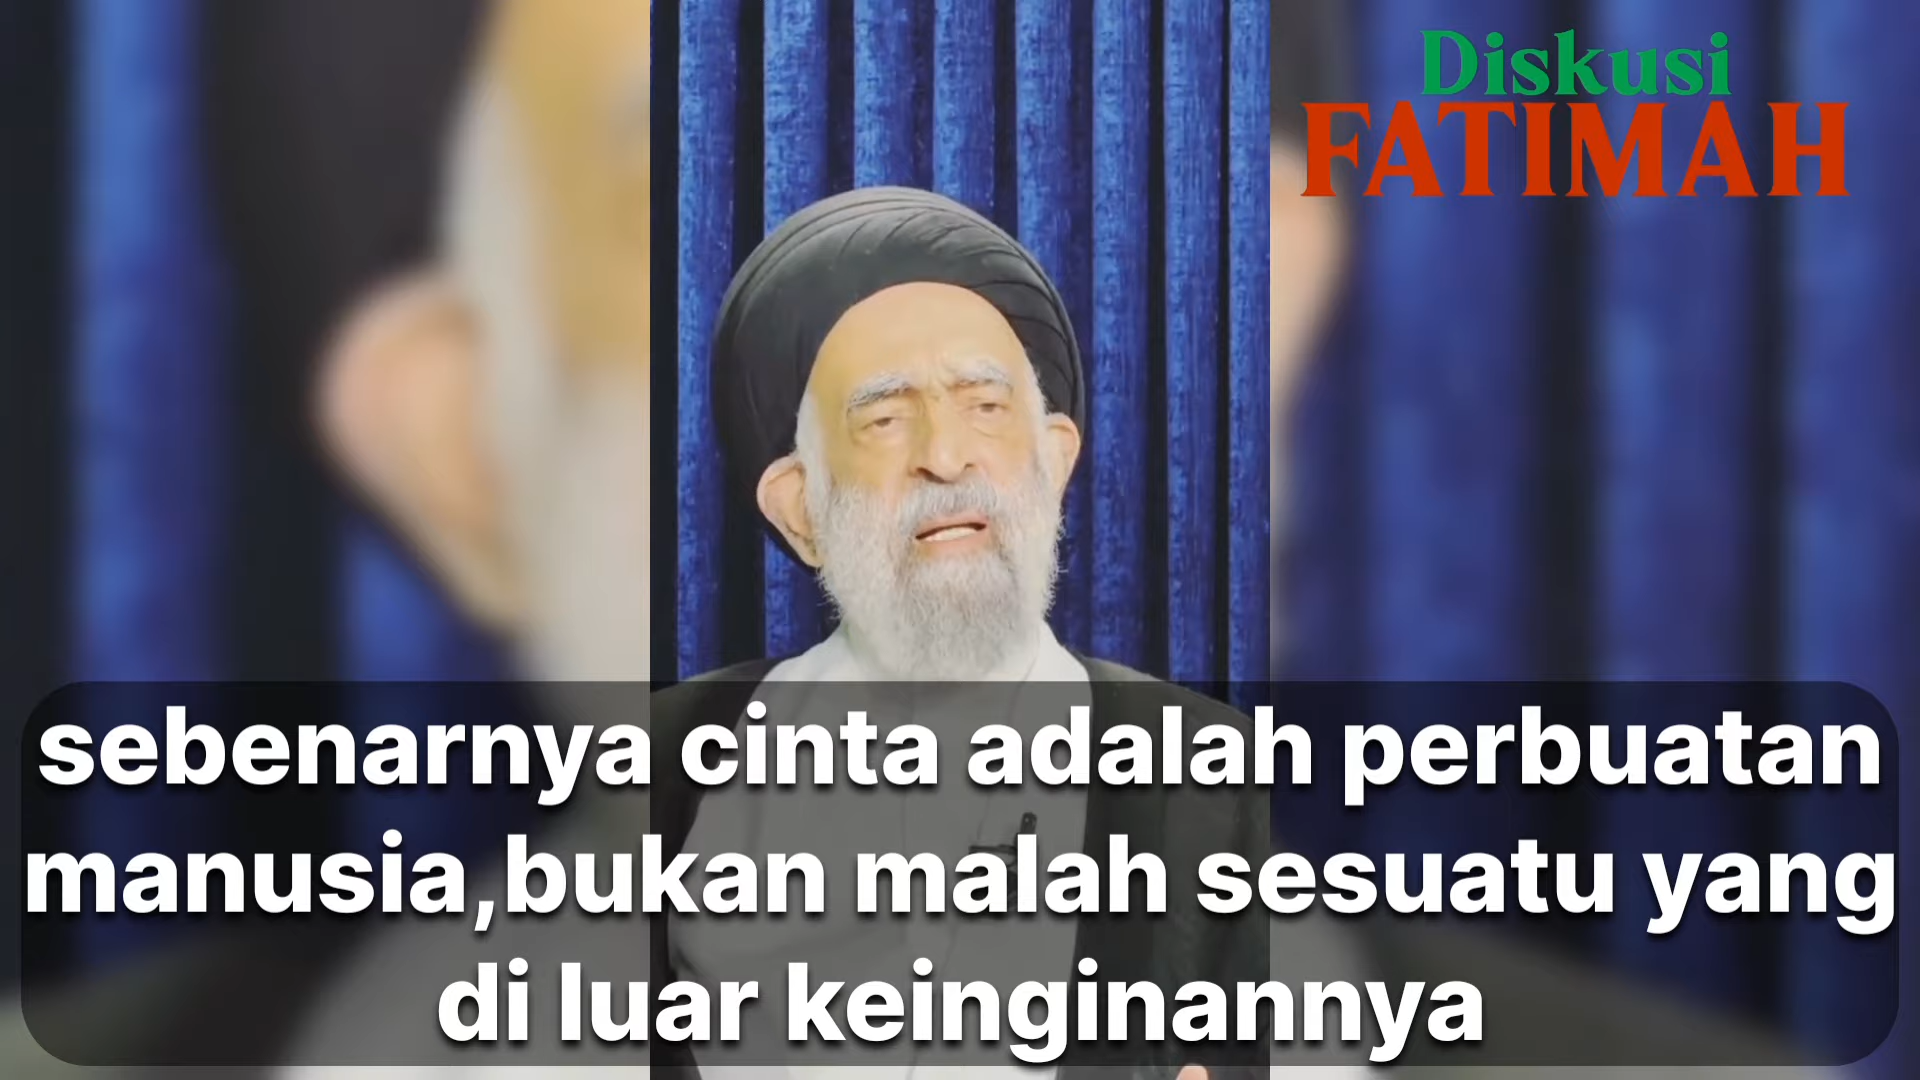 Diskusi
FATIMAH
sebenarnya cinta adalah perbuatan
manusia,bukan malah sesuatu yang
di luar keinginannya